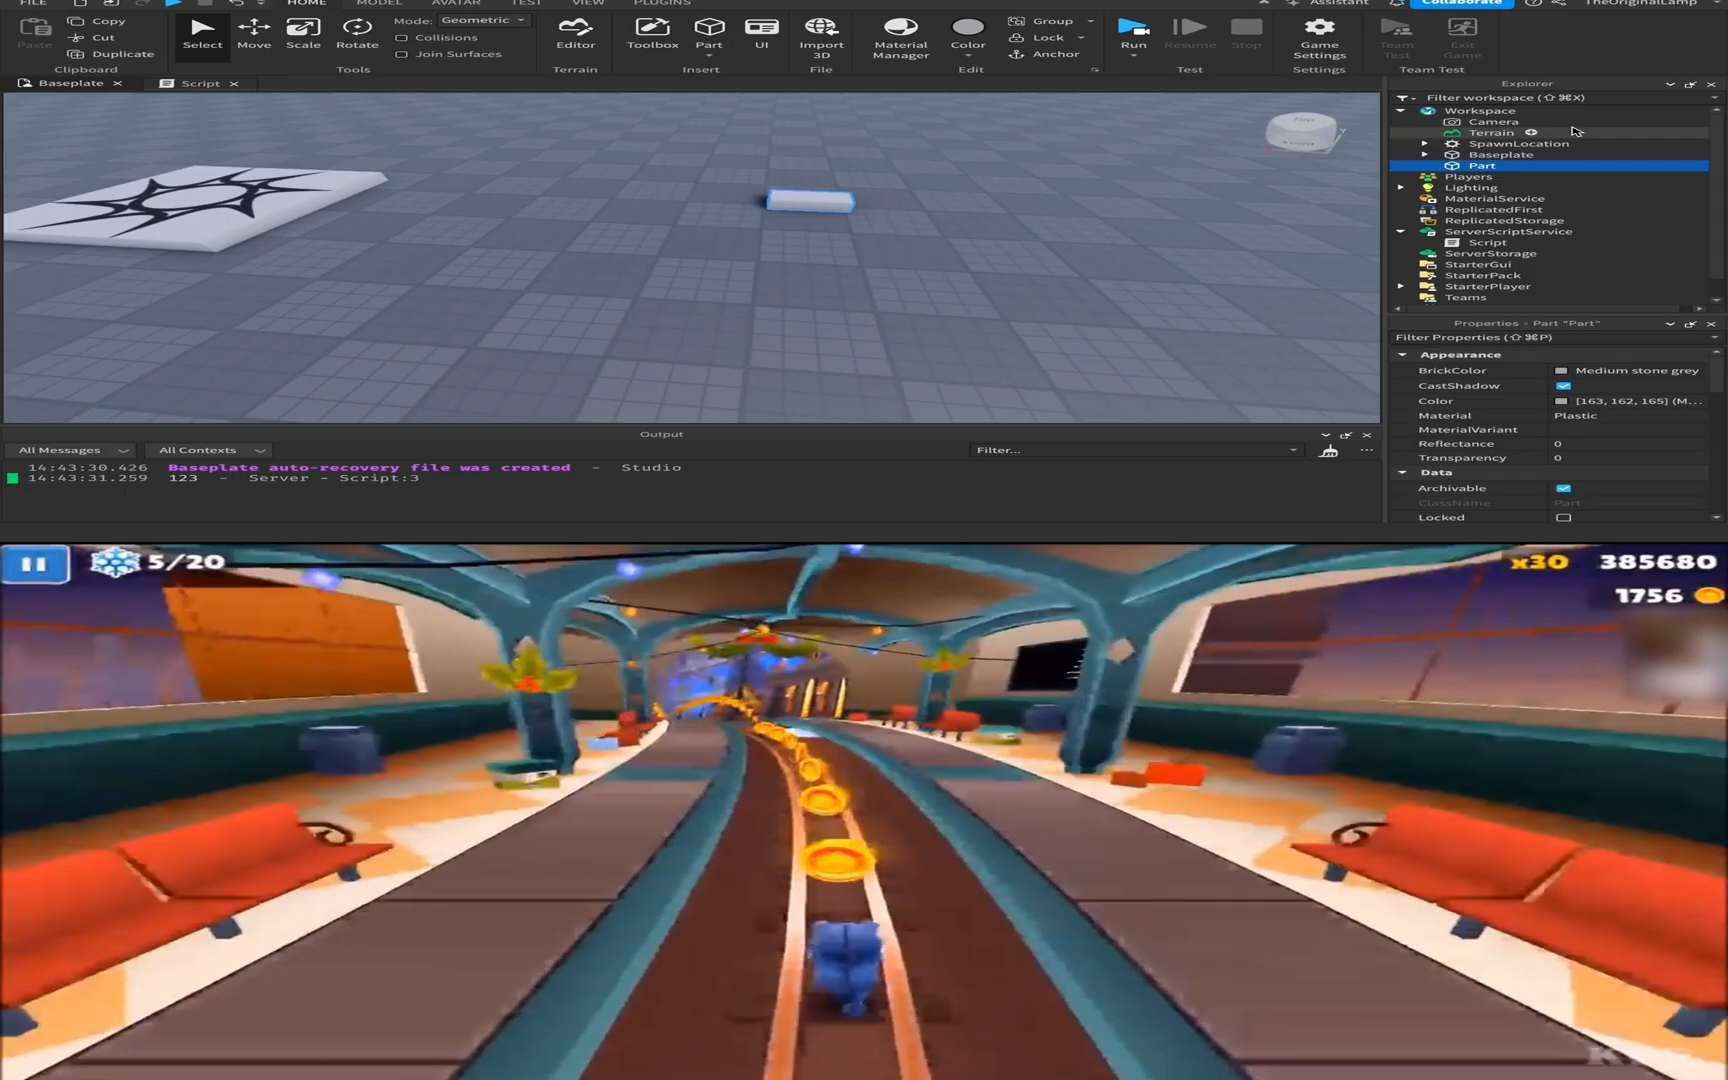 FILE HOME MODEL AVATAR TEST VIEW PLUGINS Assistant Collaborate TheOriginalLamp
Paste Copy Cut Duplicate
Clipboard
Select Move Scale Rotate
Mode: Geometric
Collisions
Join Surfaces
Tools
Editor
Terrain
Toolbox Part UI
Insert
Import 3D
File
Material Manager
Color
Group
Lock
Anchor
Edit
Run Resume Stop
Test
Game Settings
Settings
Team Test
Exit Game
Team Test
Baseplate
Script
Top
Front
Y
Explorer
Filter workspace (⇧⌘X)
Workspace
Camera
Terrain
SpawnLocation
Baseplate
Part
Players
Lighting
MaterialService
ReplicatedFirst
ReplicatedStorage
ServerScriptService
Script
ServerStorage
StarterGui
StarterPack
StarterPlayer
Teams
Properties - Part "Part"
Filter Properties (⇧⌘P)
Appearance
BrickColor Medium stone grey
CastShadow
Color [163, 162, 165] (M...
Material Plastic
MaterialVariant
Reflectance 0
Transparency 0
Data
Archivable
ClassName Part
Locked
Output
All Messages All Contexts Filter...
14:43:30.426 Baseplate auto-recovery file was created - Studio
14:43:31.259 123 - Server - Script:3
5/20
x30 385680
1756